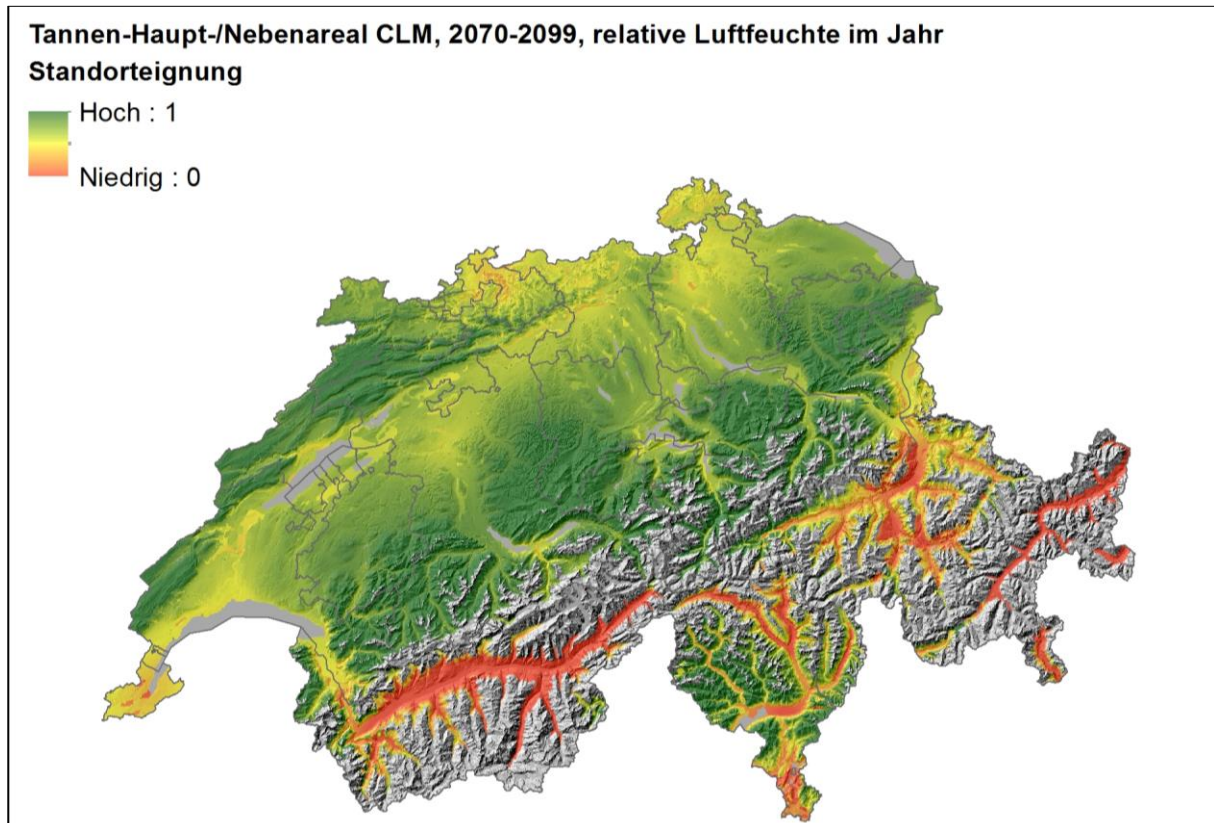 Tannen-Haupt-/Nebenareal CLM, 2070-2099, relative Luftfeuchte im Jahr
Standorteignung
Hoch : 1
Niedrig : 0